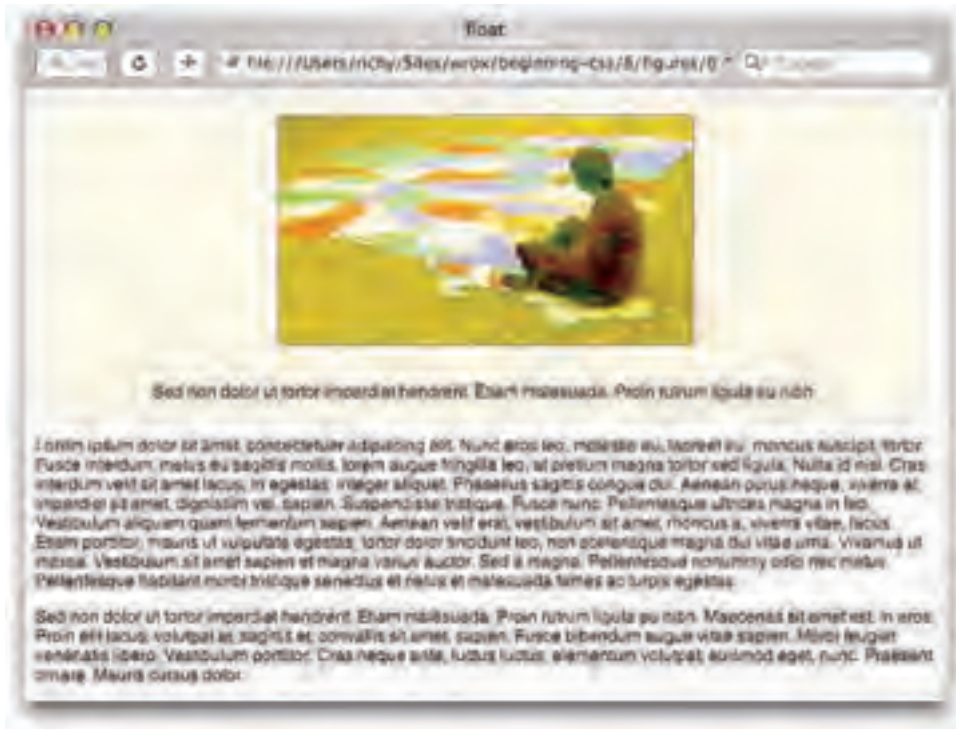 float
file:///Users/richy/Sites/wrox/beginning-css/8/figures/
Sed non dolor ut tortor imperdiet hendrerit. Etiam malesuada. Proin rutrum ligula eu nibh
Lorem ipsum dolor sit amet, consectetuer adipiscing elit. Nunc eros leo, molestie eu, laoreet eu, rhoncus suscipit, tortor.
Fusce interdum, metus eu sagittis mollis, lorem augue fringilla leo, at pretium magna tortor sed ligula. Nulla id nisl. Cras
interdum velit sit amet lacus. In egestas. Integer aliquet. Phasellus sagittis congue dui. Aenean purus neque, viverra at,
imperdiet sit amet, dignissim vel, sapien. Suspendisse tristique. Fusce nunc. Pellentesque ultrices magna in leo.
Vestibulum aliquam quam fermentum sapien. Aenean velit erat, vestibulum sit amet, rhoncus a, viverra vitae, lacus.
Etiam porttitor, mauris ut vulputate egestas, tortor dolor tincidunt leo, non scelerisque magna dui vitae urna. Vivamus ut
massa. Vestibulum sit amet sapien et magna varius auctor. Sed a magna. Pellentesque nonummy odio nec metus.
Pellentesque habitant morbi tristique senectus et netus et malesuada fames ac turpis egestas.
Sed non dolor ut tortor imperdiet hendrerit. Etiam malesuada. Proin rutrum ligula eu nibh. Maecenas sit amet est. In eros.
Proin elit lacus, volutpat at, sagittis et, convallis sit amet, sapien. Fusce bibendum augue vitae sapien. Morbi feugiat
venenatis libero. Vestibulum porttitor. Cras neque ante, luctus luctus, elementum volutpat, euismod eget, nunc. Praesent
ornare. Mauris cursus dolor.